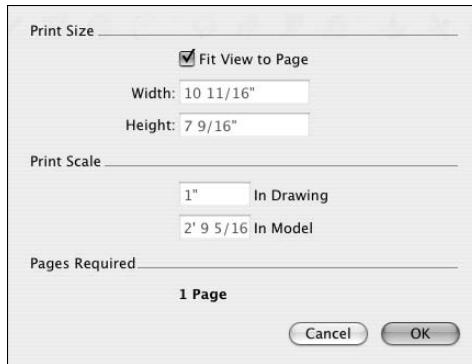 Print Size
Fit View to Page
Width: 10 11/16"
Height: 7 9/16"
Print Scale
1" In Drawing
2' 9 5/16 In Model
Pages Required
1 Page
Cancel OK